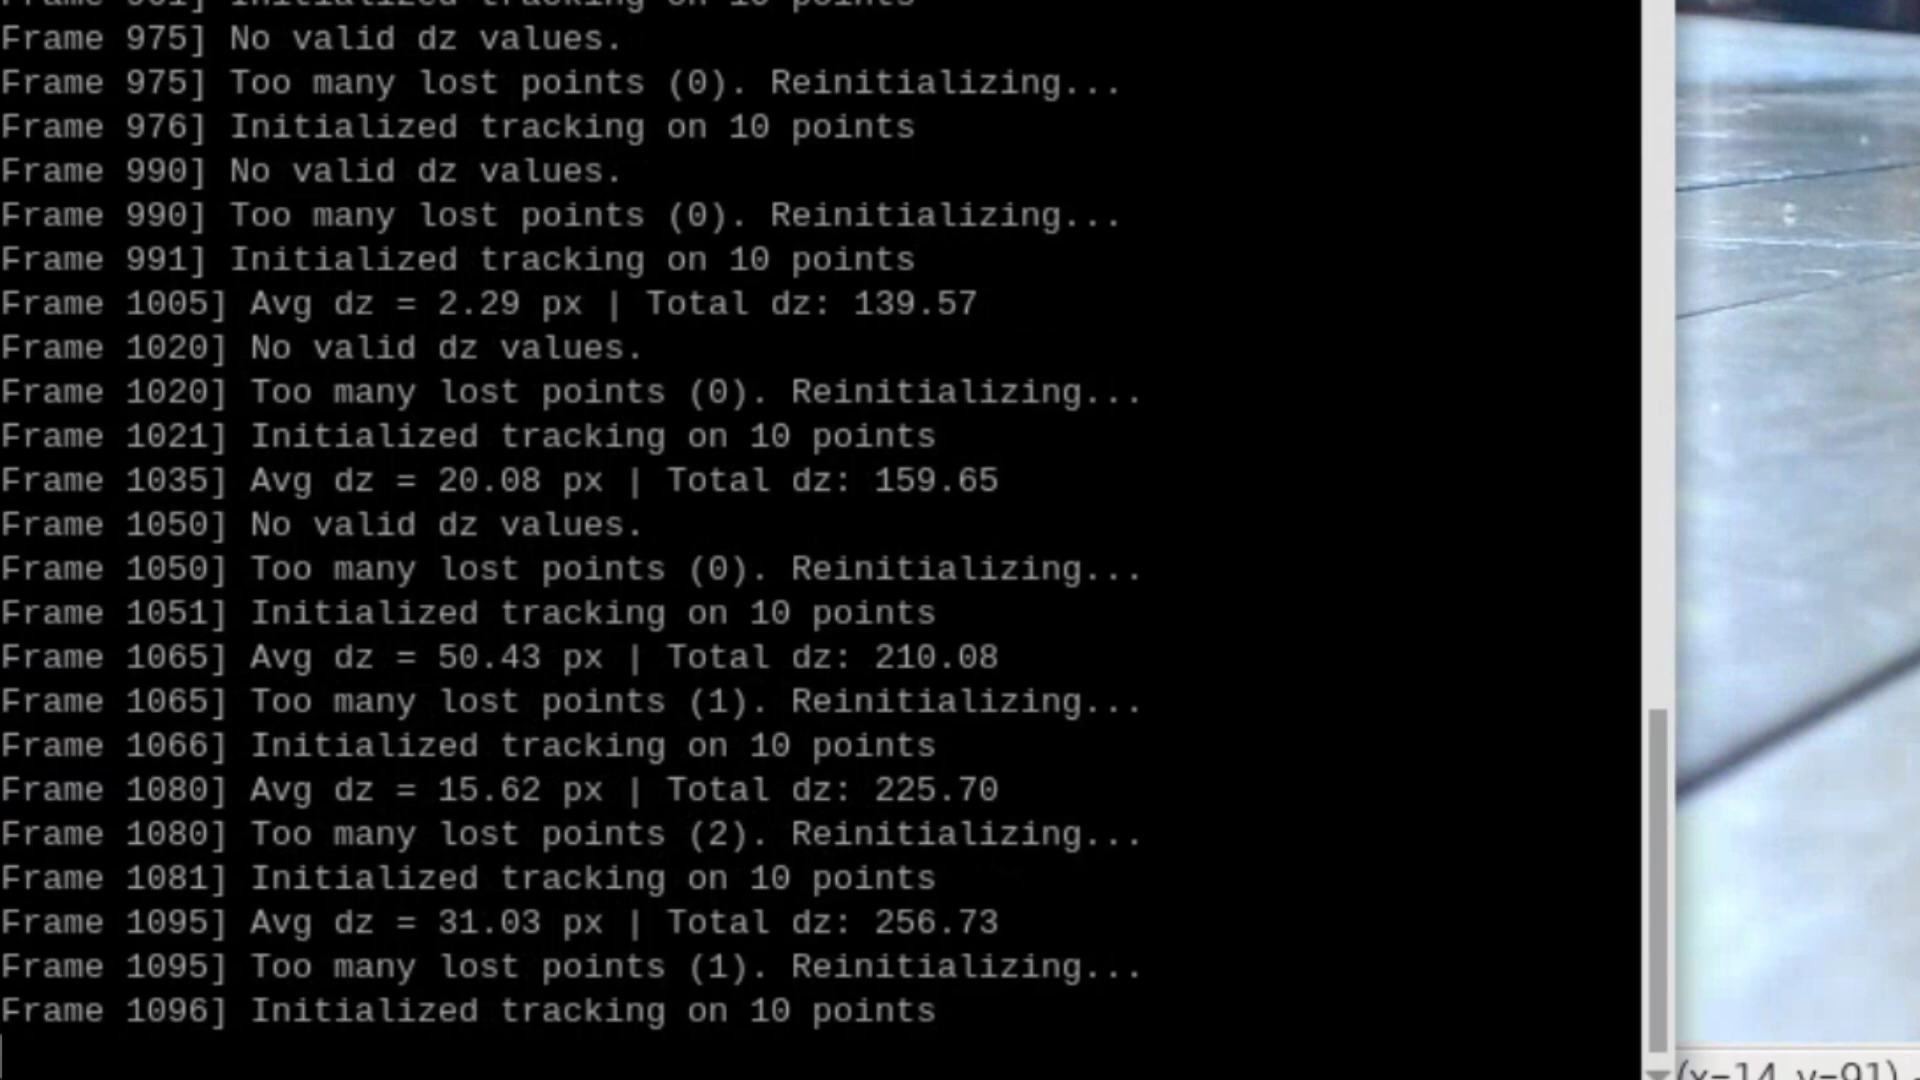 Frame 961] Initialized tracking on 10 points
Frame 975] No valid dz values.
Frame 975] Too many lost points (0). Reinitializing...
Frame 976] Initialized tracking on 10 points
Frame 990] No valid dz values.
Frame 990] Too many lost points (0). Reinitializing...
Frame 991] Initialized tracking on 10 points
Frame 1005] Avg dz = 2.29 px | Total dz: 139.57
Frame 1020] No valid dz values.
Frame 1020] Too many lost points (0). Reinitializing...
Frame 1021] Initialized tracking on 10 points
Frame 1035] Avg dz = 20.08 px | Total dz: 159.65
Frame 1050] No valid dz values.
Frame 1050] Too many lost points (0). Reinitializing...
Frame 1051] Initialized tracking on 10 points
Frame 1065] Avg dz = 50.43 px | Total dz: 210.08
Frame 1065] Too many lost points (1). Reinitializing...
Frame 1066] Initialized tracking on 10 points
Frame 1080] Avg dz = 15.62 px | Total dz: 225.70
Frame 1080] Too many lost points (2). Reinitializing...
Frame 1081] Initialized tracking on 10 points
Frame 1095] Avg dz = 31.03 px | Total dz: 256.73
Frame 1095] Too many lost points (1). Reinitializing...
Frame 1096] Initialized tracking on 10 points
(x=14, y=91)